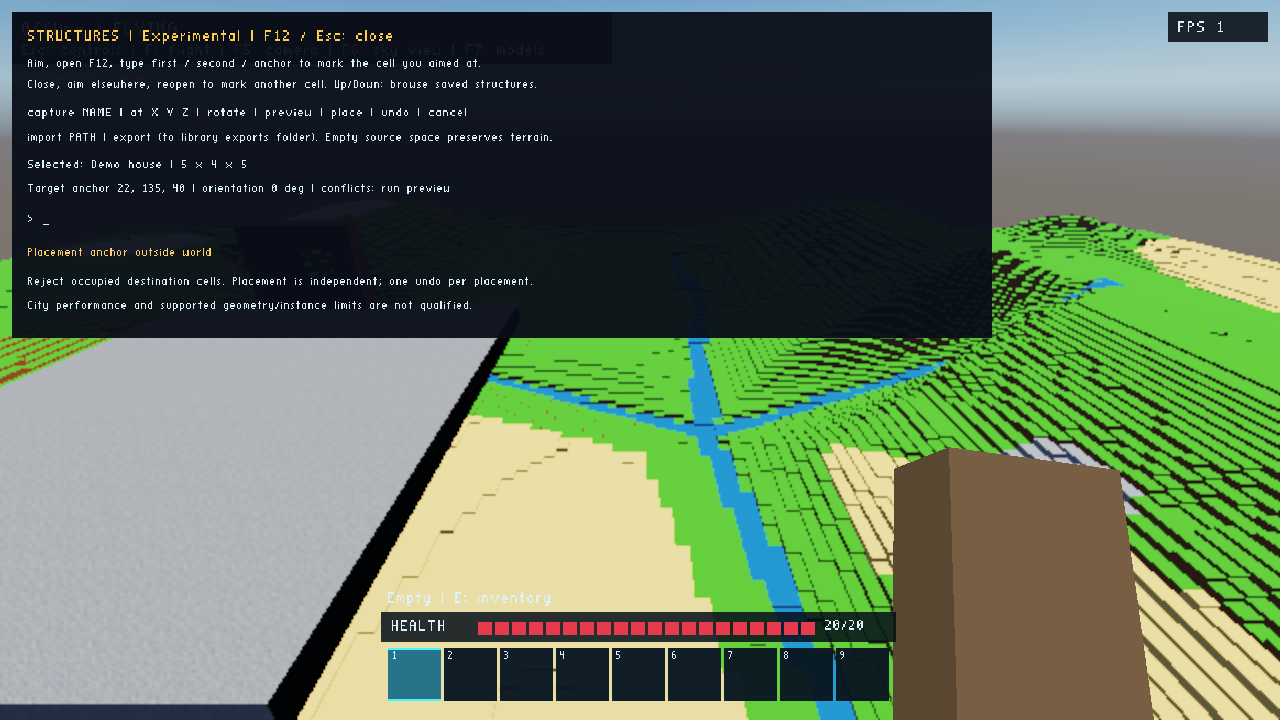 STRUCTURES | Experimental | F12 / Esc: close
FPS 1
Aim, open F12, type first / second / anchor to mark the cell you aimed at.
Close, aim elsewhere, reopen to mark another cell. Up/Down: browse saved structures.
capture NAME | at X Y Z | rotate | preview | place | undo | cancel
import PATH | export (to library exports folder). Empty source space preserves terrain.
Selected: Demo house | 5 x 4 x 5
Target anchor 22, 135, 40 | orientation 0 deg | conflicts: run preview
> _
Placement anchor outside world
Reject occupied destination cells. Placement is independent; one undo per placement.
City performance and supported geometry/instance limits are not qualified.
Empty | E: inventory
HEALTH 20/20
1 2 3 4 5 6 7 8 9